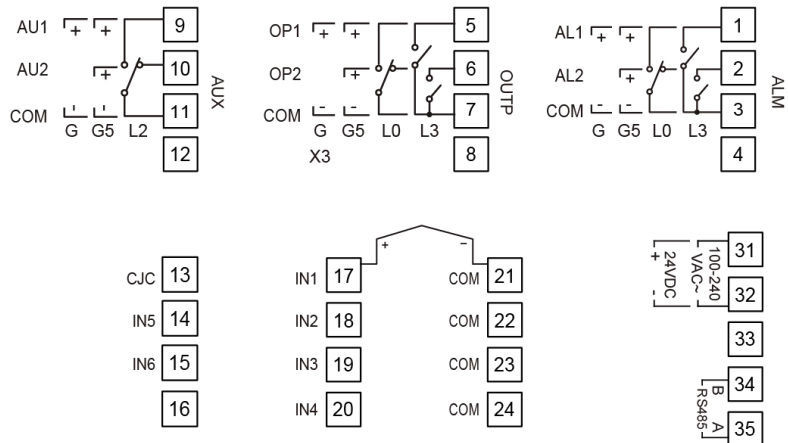 AU1 + + 9
AU2 + 10
COM - - 11
G G5 L2
12
AUX
OP1 + + 5
OP2 + 6
COM - - 7
G G5 L0 L3
X3 8
OUTP
AL1 + + 1
AL2 + 2
COM - - 3
G G5 L0 L3
4
ALM
CJC 13
IN5 14
IN6 15
16
+ -
IN1 17 COM 21
IN2 18 COM 22
IN3 19 COM 23
IN4 20 COM 24
100-240
VAC~
24VDC
+ -
31
32
33
34
35
B A
RS485